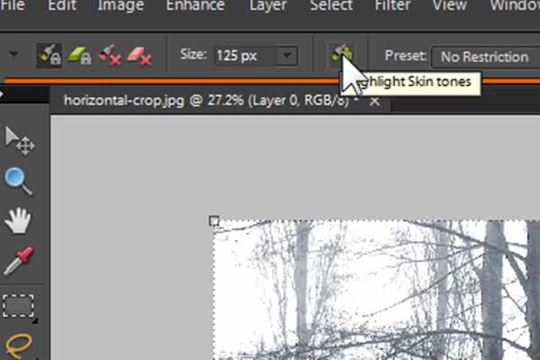 File Edit Image Enhance Layer Select Filter View Window
Size: 125 px Preset: No Restriction
ghlight Skin tones
horizontal-crop.jpg @ 27.2% (Layer 0, RGB/8) * ×